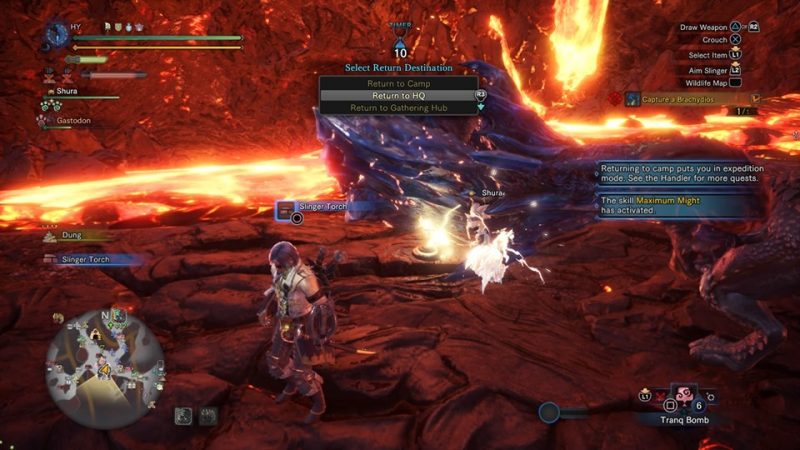 HY
Shura
Gastodon
TIMER
10
Select Return Destination
Return to Camp
Return to HQ
R3
Return to Gathering Hub
Draw Weapon or R2
Crouch
Select Item L1
Aim Slinger L2
Wildlife Map
Capture a Brachydios
Returning to camp puts you in expedition
mode. See the Handler for more quests.
The skill Maximum Might
has activated.
Shura
Slinger Torch
Dung
Slinger Torch
N
L1
6
Tranq Bomb